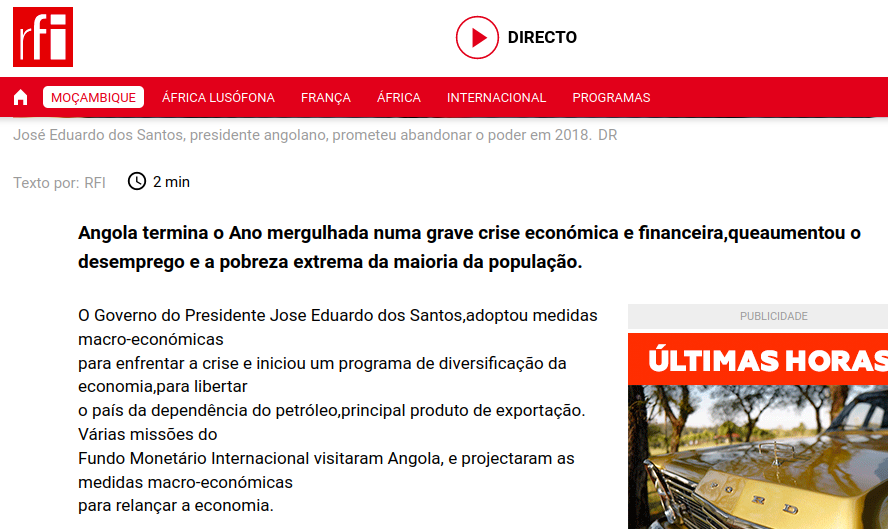 rfi
DIRECTO
MOÇAMBIQUE ÁFRICA LUSÓFONA FRANÇA ÁFRICA INTERNACIONAL PROGRAMAS
José Eduardo dos Santos, presidente angolano, prometeu abandonar o poder em 2018. DR
Texto por: RFI 2 min
Angola termina o Ano mergulhada numa grave crise económica e financeira,queaumentou o
desemprego e a pobreza extrema da maioria da população.
O Governo do Presidente Jose Eduardo dos Santos,adoptou medidas
macro-económicas
para enfrentar a crise e iniciou um programa de diversificação da
economia,para libertar
o país da dependência do petróleo,principal produto de exportação.
Várias missões do
Fundo Monetário Internacional visitaram Angola, e projectaram as
medidas macro-económicas
para relançar a economia.
PUBLICIDADE
ÚLTIMAS HORAS
FORD